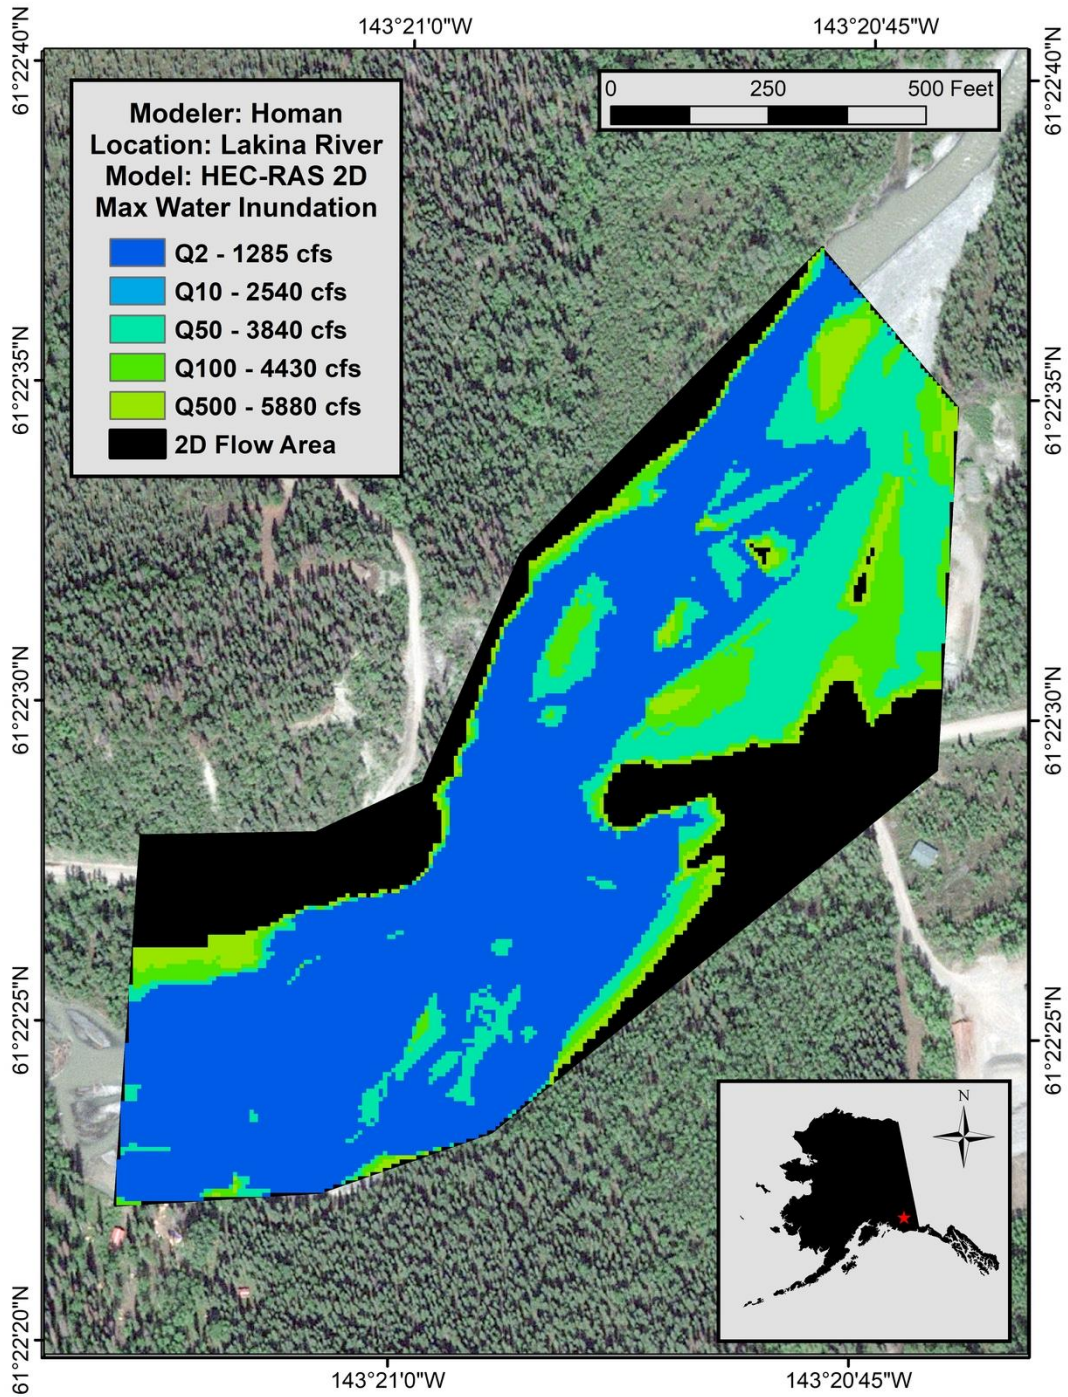 143°21'0"W 143°20'45"W
61°22'40"N
61°22'40"N
0 250 500 Feet
Modeler: Homan
Location: Lakina River
Model: HEC-RAS 2D
Max Water Inundation
Q2 - 1285 cfs
Q10 - 2540 cfs
Q50 - 3840 cfs
Q100 - 4430 cfs
Q500 - 5880 cfs
2D Flow Area
61°22'35"N
61°22'35"N
61°22'30"N
61°22'30"N
61°22'25"N
61°22'25"N
N
61°22'20"N
143°21'0"W 143°20'45"W